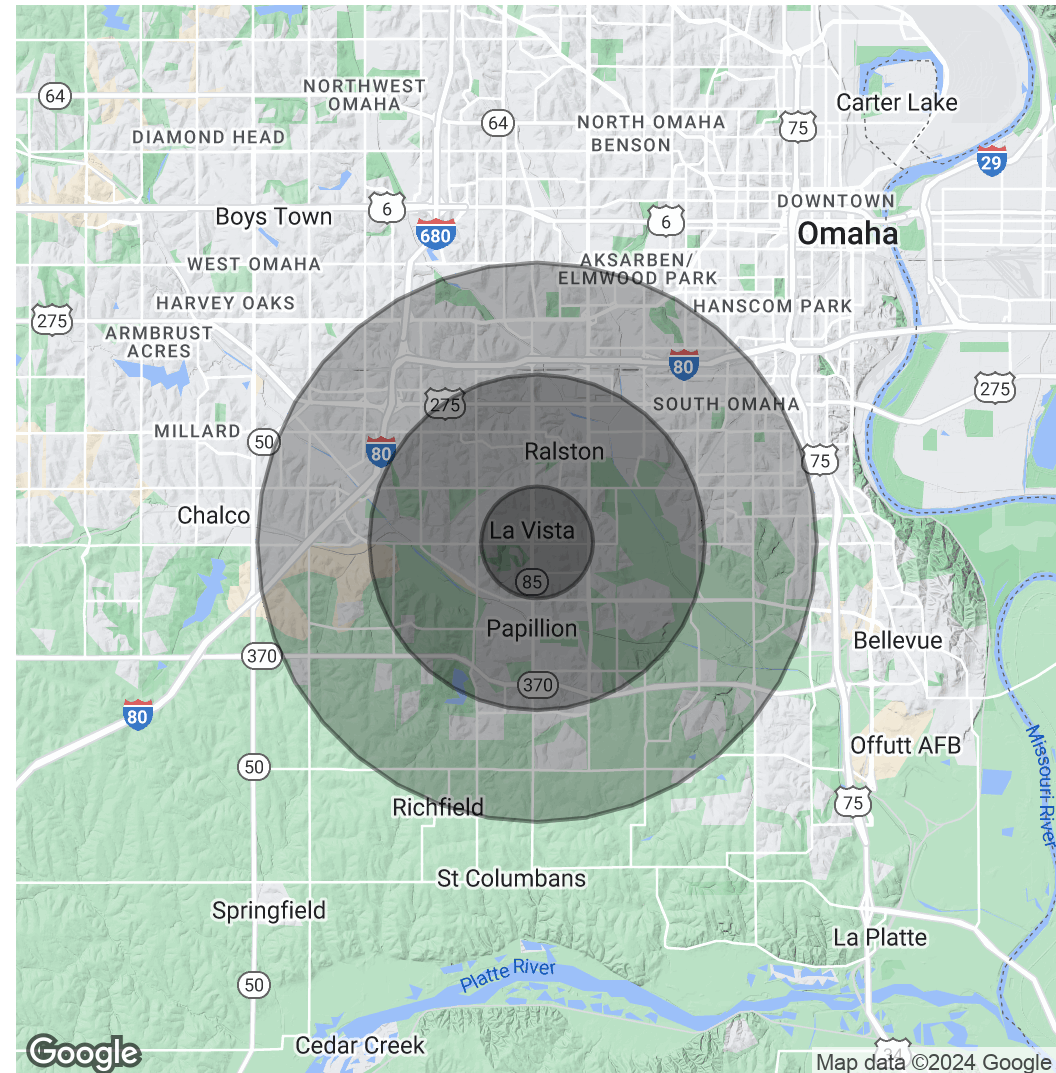 64
NORTHWEST
OMAHA
DIAMOND HEAD
64
NORTH OMAHA
BENSON
75
Carter Lake
29
6
Boys Town
680
6
DOWNTOWN
Omaha
WEST OMAHA
AKSARBEN/
ELMWOOD PARK
HARVEY OAKS
HANSCOM PARK
275
ARMBRUST
ACRES
80
275
275
SOUTH OMAHA
MILLARD
50
80
Ralston
75
Chalco
La Vista
85
Papillion
Bellevue
370
370
80
Offutt AFB
50
Missouri River
75
Richfield
St Columbans
Springfield
La Platte
50
Platte River
Cedar Creek
34
Google
Map data ©2024 Google